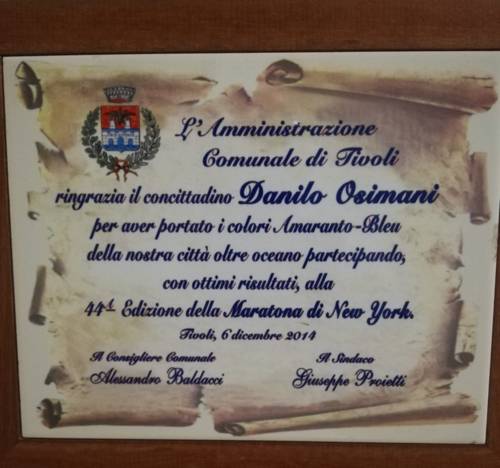 L'Amministrazione
Comunale di Tivoli
ringrazia il concittadino Danilo Osimani
per aver portato i colori Amaranto-Bleu
della nostra città oltre oceano partecipando,
con ottimi risultati, alla
44ª Edizione della Maratona di New York.
Tivoli, 6 dicembre 2014
Il Consigliere Comunale Il Sindaco
Alessandro Baldacci Giuseppe Proietti